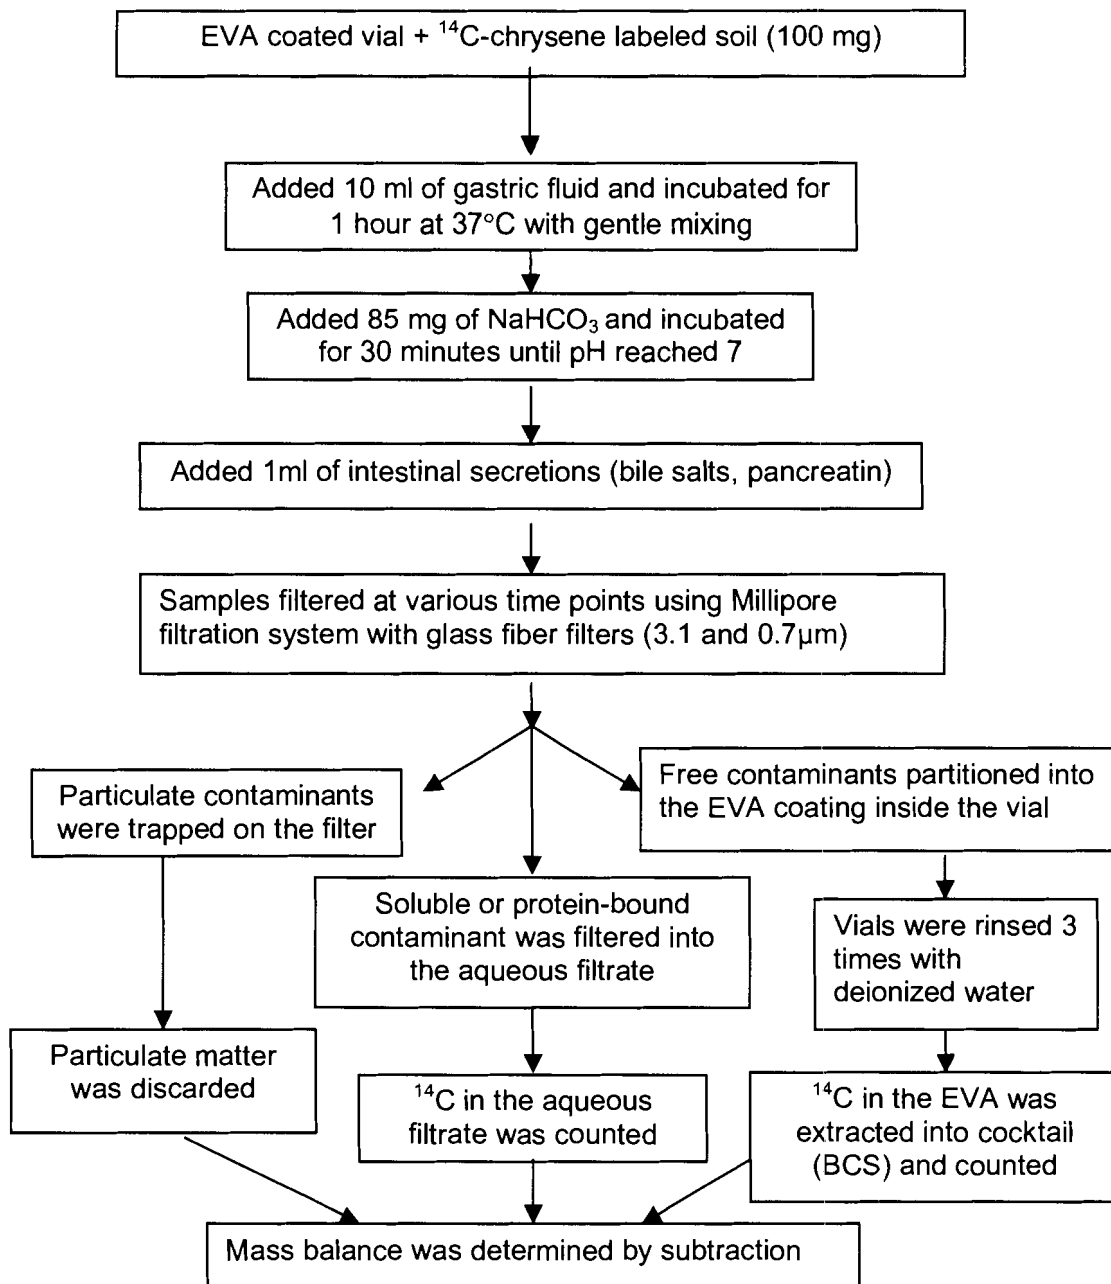 EVA coated vial + ¹⁴C-chrysene labeled soil (100 mg)
Added 10 ml of gastric fluid and incubated for
1 hour at 37°C with gentle mixing
Added 85 mg of NaHCO₃ and incubated
for 30 minutes until pH reached 7
Added 1ml of intestinal secretions (bile salts, pancreatin)
Samples filtered at various time points using Millipore
filtration system with glass fiber filters (3.1 and 0.7µm)
Particulate contaminants
were trapped on the filter
Particulate matter
was discarded
Soluble or protein-bound
contaminant was filtered into
the aqueous filtrate
¹⁴C in the aqueous
filtrate was counted
Free contaminants partitioned into
the EVA coating inside the vial
Vials were rinsed 3
times with
deionized water
¹⁴C in the EVA was
extracted into cocktail
(BCS) and counted
Mass balance was determined by subtraction